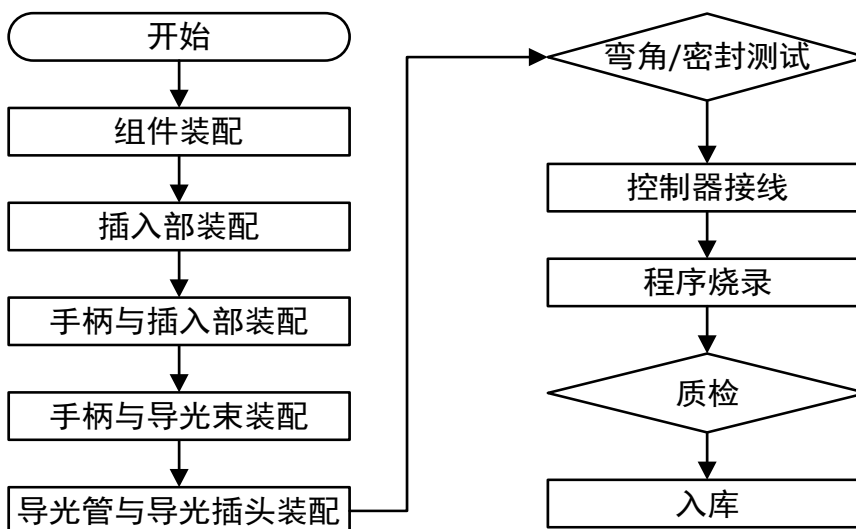 开始
组件装配
插入部装配
手柄与插入部装配
手柄与导光束装配
导光管与导光插头装配
弯角/密封测试
控制器接线
程序烧录
质检
入库